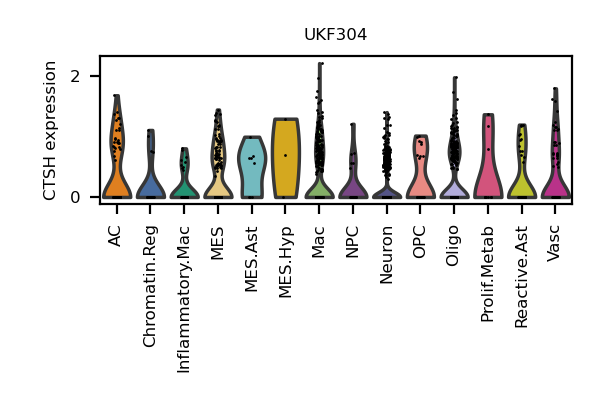 UKF304
CTSH expression
2
0
AC
Chromatin.Reg
Inflammatory.Mac
MES
MES.Ast
MES.Hyp
Mac
NPC
Neuron
OPC
Oligo
Prolif.Metab
Reactive.Ast
Vasc